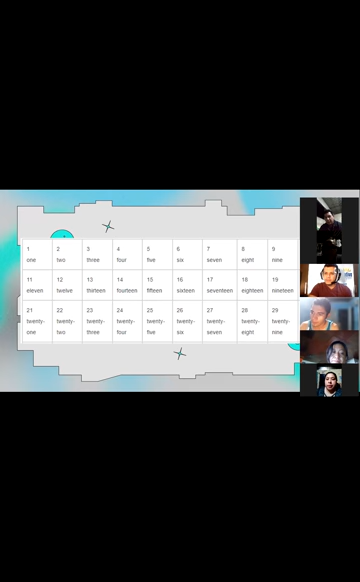 1 2 3 4 5 6 7 8 9
one two three four five six seven eight nine
11 12 13 14 15 16 17 18 19
eleven twelve thirteen fourteen fifteen sixteen seventeen eighteen nineteen
21 22 23 24 25 26 27 28 29
twenty- twenty- twenty- twenty- twenty- twenty- twenty- twenty- twenty-
one two three four five six seven eight nine